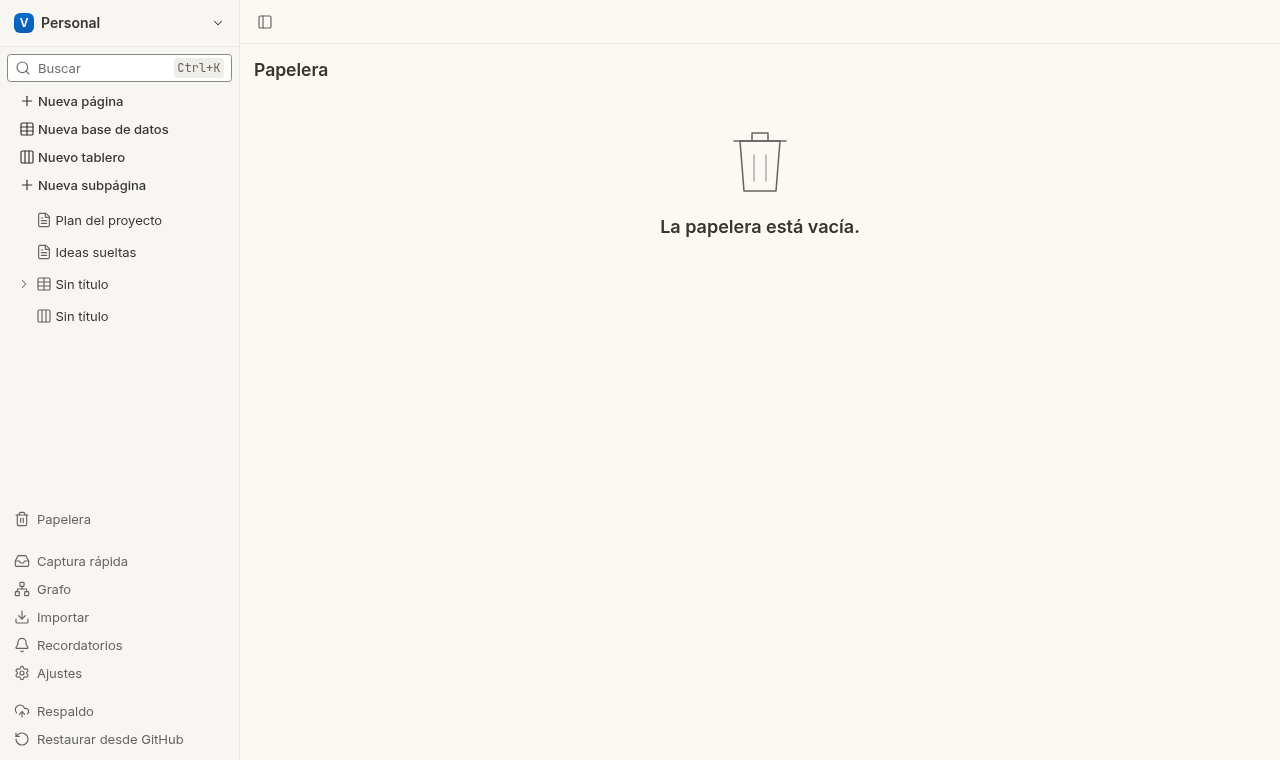 V Personal
Buscar Ctrl+K
Nueva página
Nueva base de datos
Nuevo tablero
Nueva subpágina
Plan del proyecto
Ideas sueltas
Sin título
Sin título
Papelera
Captura rápida
Grafo
Importar
Recordatorios
Ajustes
Respaldo
Restaurar desde GitHub
Papelera
La papelera está vacía.